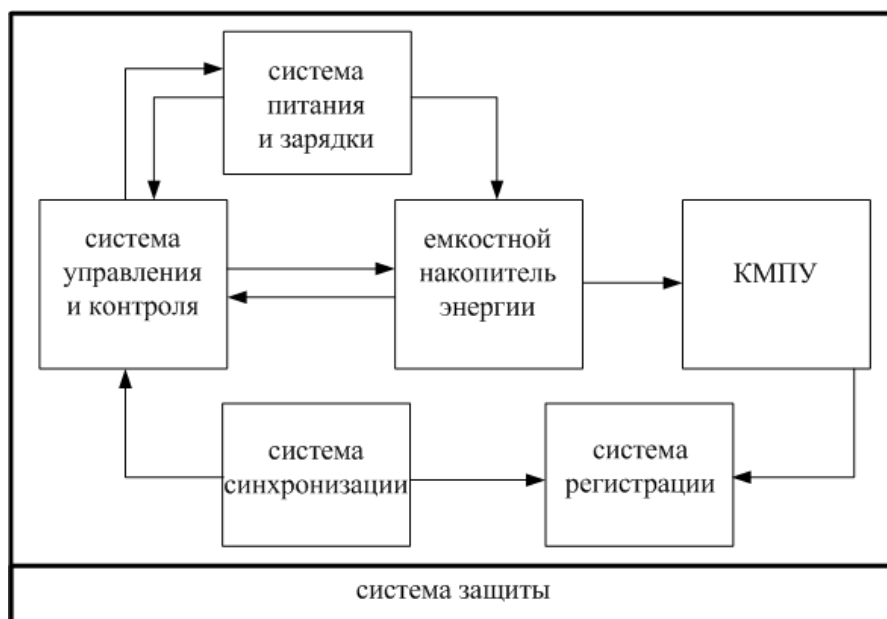 система
питания
и зарядки
система
управления
и контроля
емкостной
накопитель
энергии
КМПУ
система
синхронизации
система
регистрации
система защиты